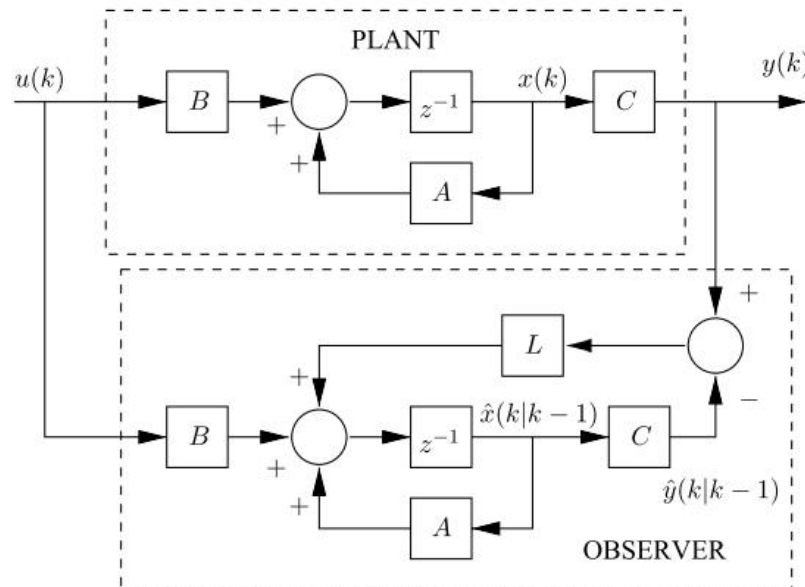 PLANT
u(k)
B
+
+
z⁻¹
x(k)
C
y(k)
A
+
−
L
+
B
+
+
z⁻¹
x̂(k|k − 1)
C
ŷ(k|k − 1)
A
OBSERVER